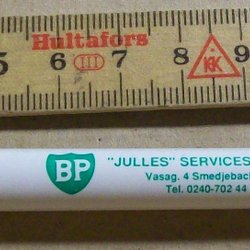 Hultafors
5 6 7 8 9
III
K
BP
"JULLES" SERVICES
Vasag. 4 Smedjebac
Tel. 0240-702 44